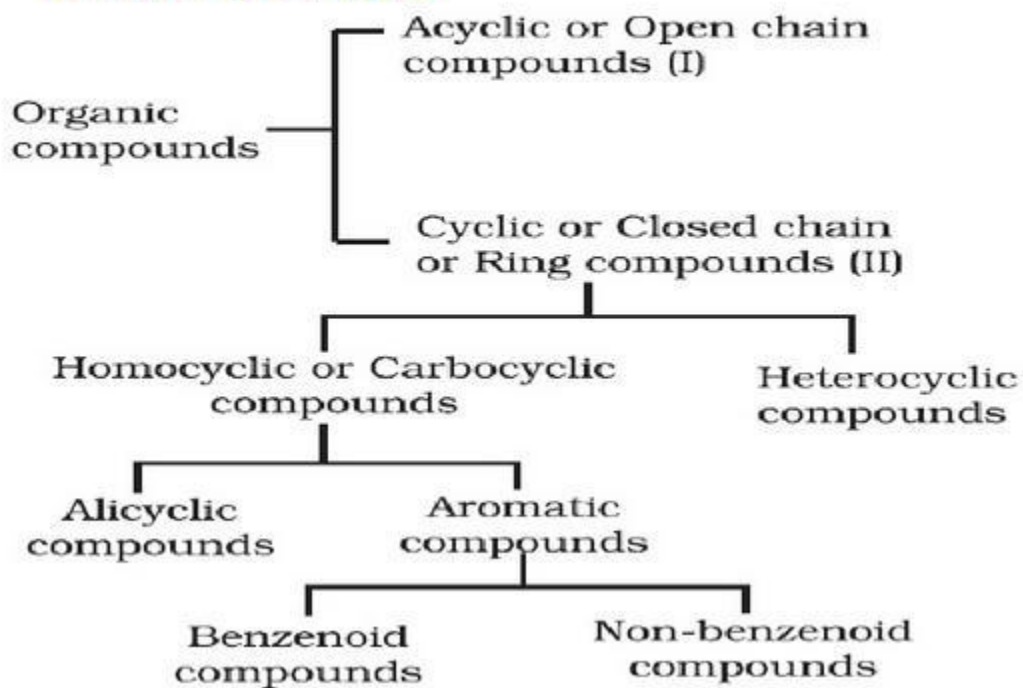 Acyclic or Open chain
compounds (I)
Organic
compounds
Cyclic or Closed chain
or Ring compounds (II)
Homocyclic or Carbocyclic
compounds
Heterocyclic
compounds
Alicyclic
compounds
Aromatic
compounds
Benzenoid
compounds
Non-benzenoid
compounds